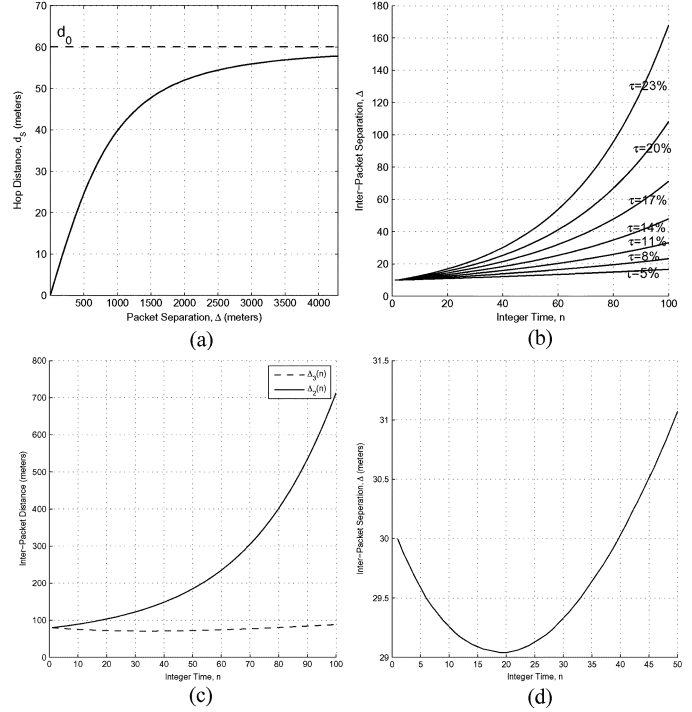 d₀
70
60
50
40
30
20
10
0
Hop Distance, dₛ (meters)
500 1000 1500 2000 2500 3000 3500 4000
Packet Separation, Δ (meters)
(a)
180
160
140
120
100
80
60
40
20
0
Inter−Packet Separation, Δ
τ=23%
τ=20%
τ=17%
τ=14%
τ=11%
τ=8%
τ=5%
20 40 60 80 100
Integer Time, n
(b)
800
700
600
500
400
300
200
100
0
Inter−Packet Distance (meters)
Δ₃(n)
Δ₂(n)
0 10 20 30 40 50 60 70 80 90 100
Integer Time, n
(c)
31.5
31
30.5
30
29.5
29
Inter−Packet Seperation, Δ (meters)
0 5 10 15 20 25 30 35 40 45 50
Integer Time, n
(d)